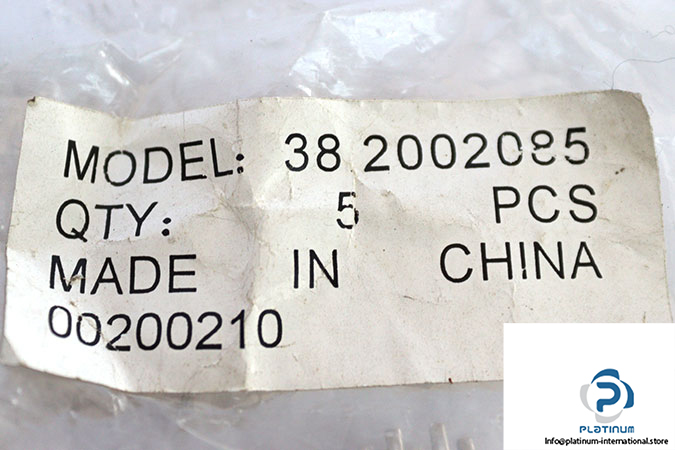 MODEL: 38 2002085
QTY: 5 PCS
MADE IN CHINA
00200210
PLATINUM
Info@platinum-international.store